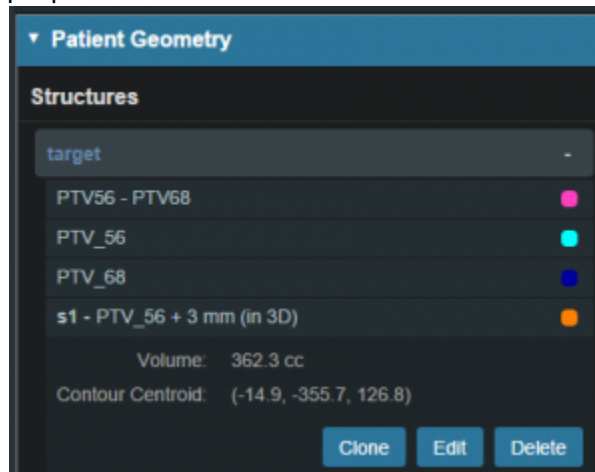 Patient Geometry
Structures
target -
PTV56 - PTV68
PTV_56
PTV_68
s1 - PTV_56 + 3 mm (in 3D)
Volume: 362.3 cc
Contour Centroid: (-14.9, -355.7, 126.8)
Clone Edit Delete